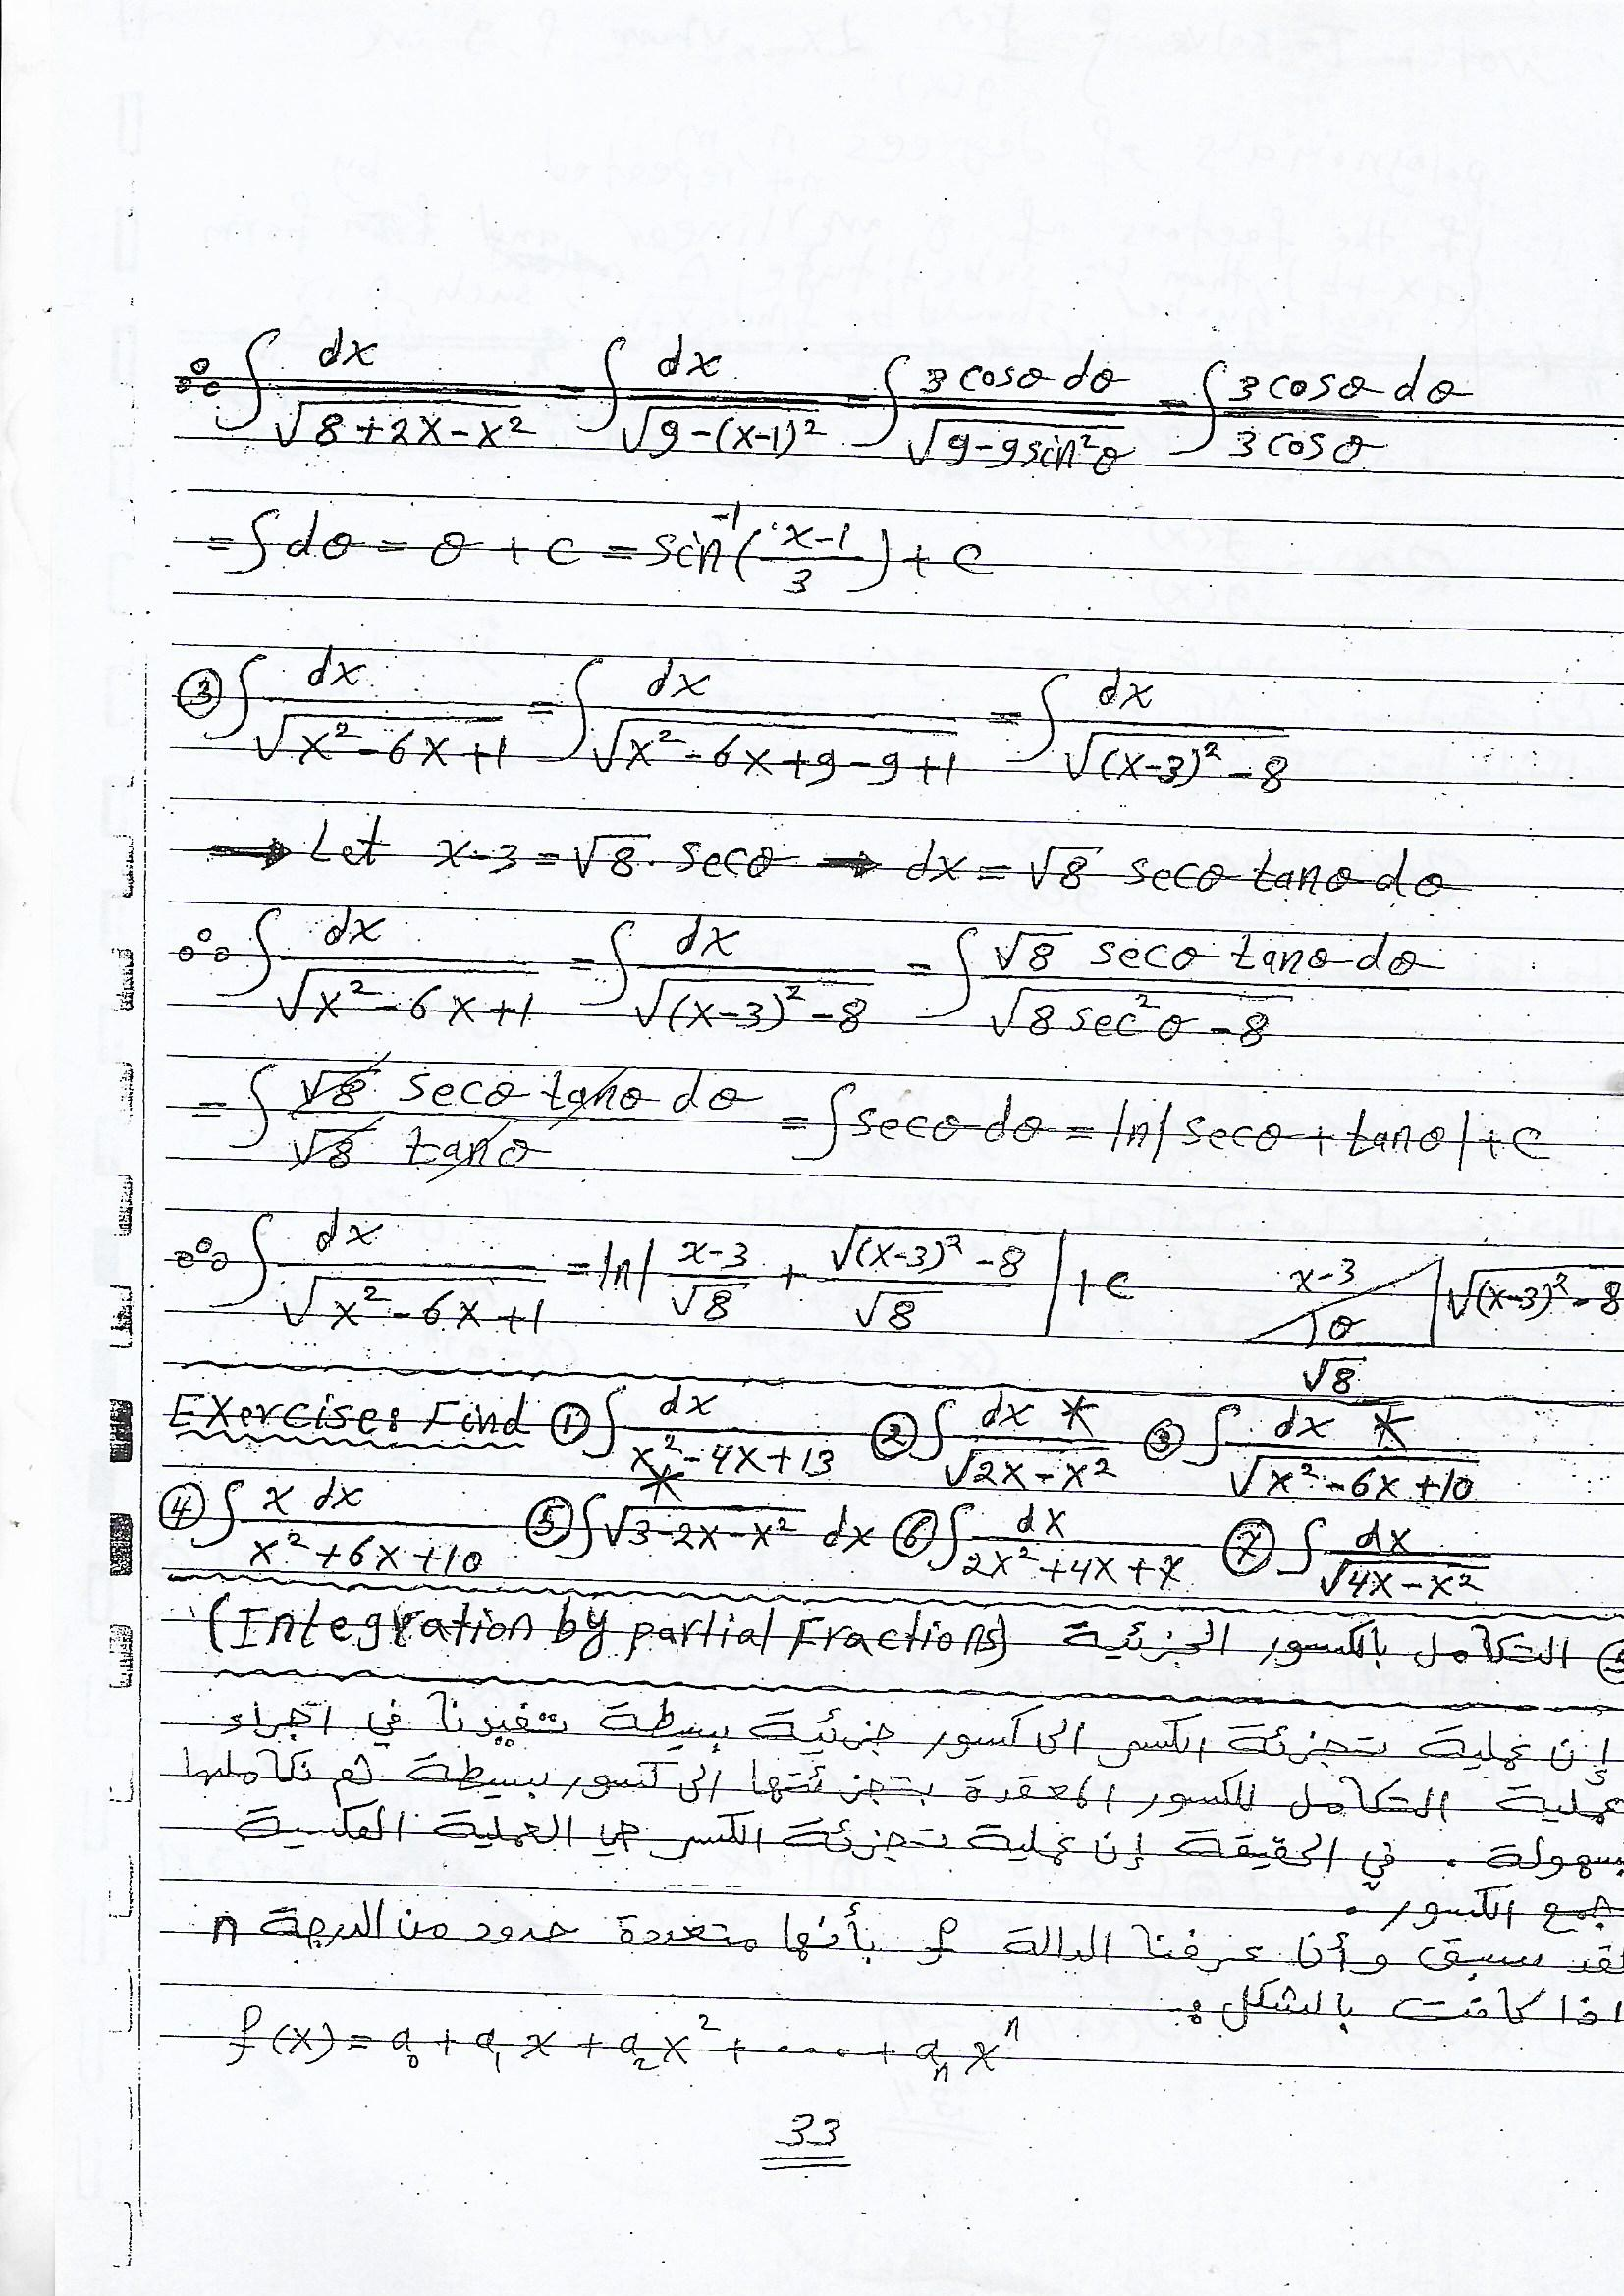 ∴ ∫ dx / √(8+2x-x²) = ∫ dx / √(9-(x-1)²) = ∫ 3 cosθ dθ / √(9-9sin²θ) = ∫ 3 cosθ dθ / 3 cosθ
= ∫ dθ = θ + c = sin⁻¹((x-1)/3) + c
③ ∫ dx / √(x²-6x+1) = ∫ dx / √(x²-6x+9-9+1) = ∫ dx / √((x-3)²-8)
⇒ Let x-3 = √8 . secθ ⇒ dx = √8 secθ tanθ dθ
∴ ∫ dx / √(x²-6x+1) = ∫ dx / √((x-3)²-8) = ∫ √8 secθ tanθ dθ / √(8sec²θ-8)
= ∫ √8 secθ tanθ dθ / √8 tanθ = ∫ secθ dθ = ln|secθ + tanθ| + c
∴ ∫ dx / √(x²-6x+1) = ln| (x-3)/√8 + √((x-3)²-8)/√8 | + c x-3 θ √((x-3)²-8) √8
Exercise: Find ① ∫ dx / (x²-4x+13) ② ∫ dx / √(2x-x²) * ③ ∫ dx / √(x²-6x+10) *
④ ∫ x dx / (x²+6x+10) ⑤ * ∫ √(3-2x-x²) dx ⑥ ∫ dx / (2x²+4x+7) ⑦ ∫ dx / √(4x-x²)
التكامل بالكسور الجزئية (Integration by partial Fractions)
إن عملية تجزئة الكسر الى كسور جزئية بسيطة تفيدنا في اجراء
عملية التكامل للكسور المعقدة بتجزئتها الى كسور بسيطة ثم تكاملها
بسهولة . في الحقيقة إن عملية تجزئة الكسر هي العملية العكسية
جمع الكسور .
لقد سبق وأن عرفنا الدالة f بأنها متعددة حدود من الدرجة n
اذا كانت بالشكل :
f(x) = a₀ + a₁x + a₂x² + .... + aₙxⁿ
33